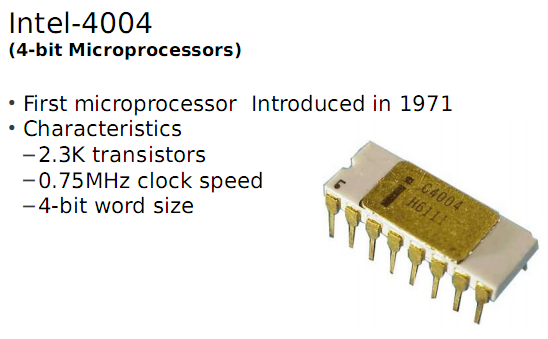 Intel-4004
(4-bit Microprocessors)
• First microprocessor  Introduced in 1971
• Characteristics
–2.3K transistors
–0.75MHz clock speed
–4-bit word size
C4004
H6111